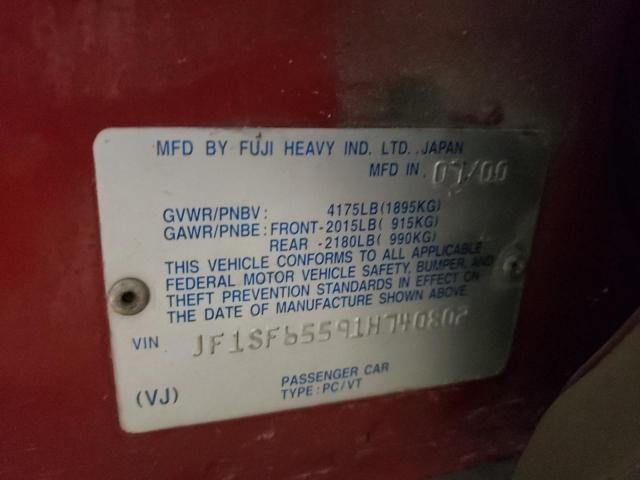 MFD BY FUJI HEAVY IND. LTD., JAPAN
MFD IN. 07/00
GVWR/PNBV: 4175LB(1895KG)
GAWR/PNBE: FRONT-2015LB( 915KG)
REAR -2180LB( 990KG)
THIS VEHICLE CONFORMS TO ALL APPLICABLE
FEDERAL MOTOR VEHICLE SAFETY, BUMPER, AND
THEFT PREVENTION STANDARDS IN EFFECT ON
THE DATE OF MANUFACTURE SHOWN ABOVE.
VIN JF1SF65591H740802
(VJ)
PASSENGER CAR
TYPE: PC/VT